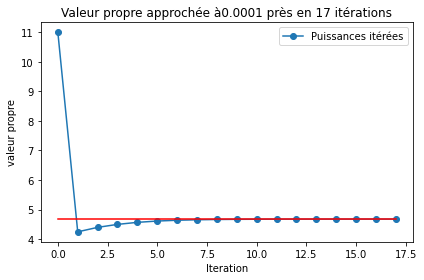 Valeur propre approchée à0.0001 près en 17 itérations
Puissances itérées
11
10
9
8
7
6
5
4
valeur propre
0.0 2.5 5.0 7.5 10.0 12.5 15.0 17.5
Iteration